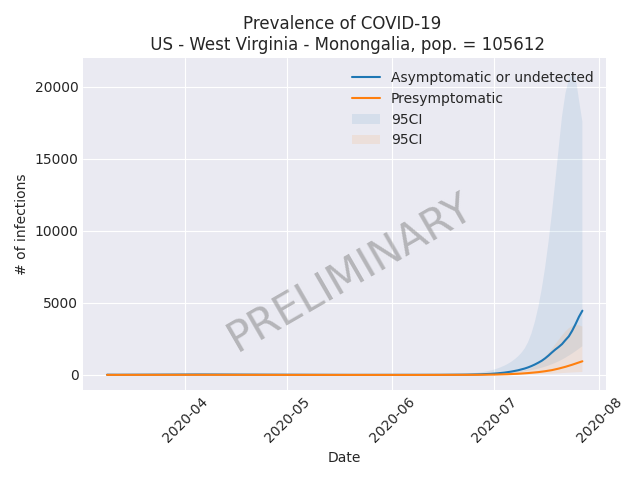 Prevalence of COVID-19
US - West Virginia - Monongalia, pop. = 105612
Asymptomatic or undetected
Presymptomatic
95CI
95CI
20000
15000
10000
5000
0
# of infections
PRELIMINARY
2020-04
2020-05
2020-06
2020-07
2020-08
Date